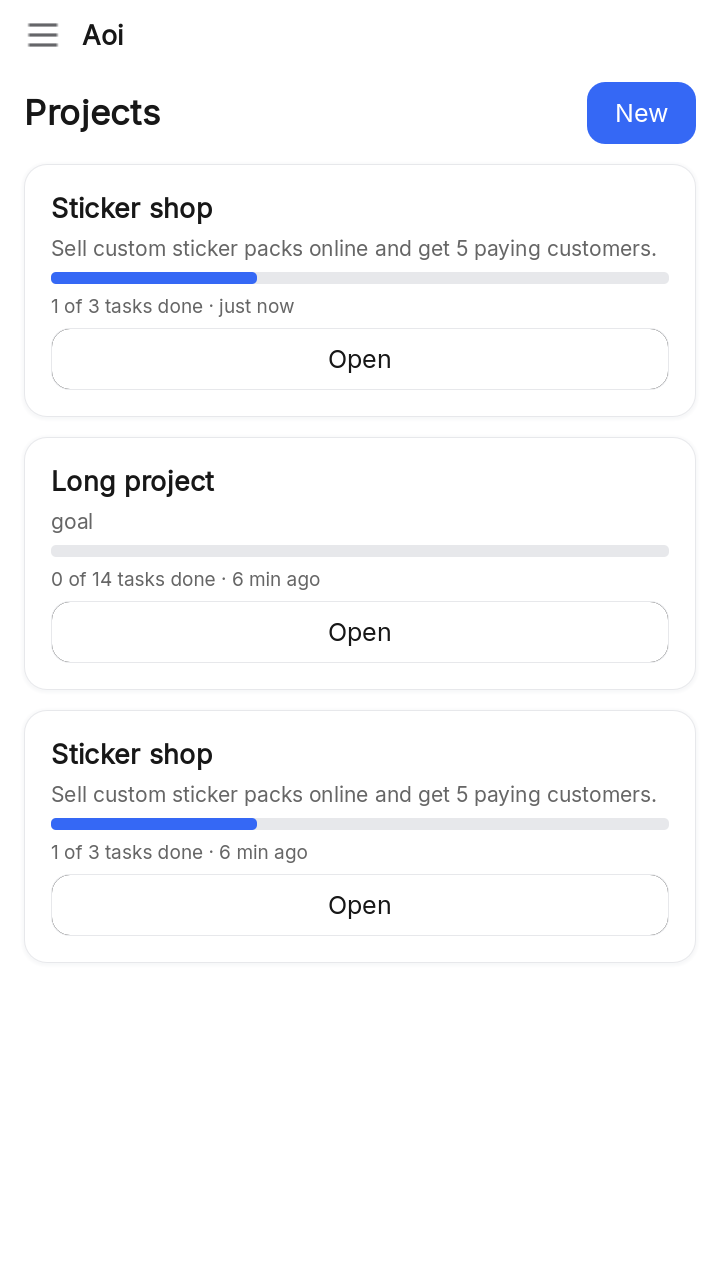 Aoi
Projects
New
Sticker shop
Sell custom sticker packs online and get 5 paying customers.
1 of 3 tasks done · just now
Open
Long project
goal
0 of 14 tasks done · 6 min ago
Open
Sticker shop
Sell custom sticker packs online and get 5 paying customers.
1 of 3 tasks done · 6 min ago
Open